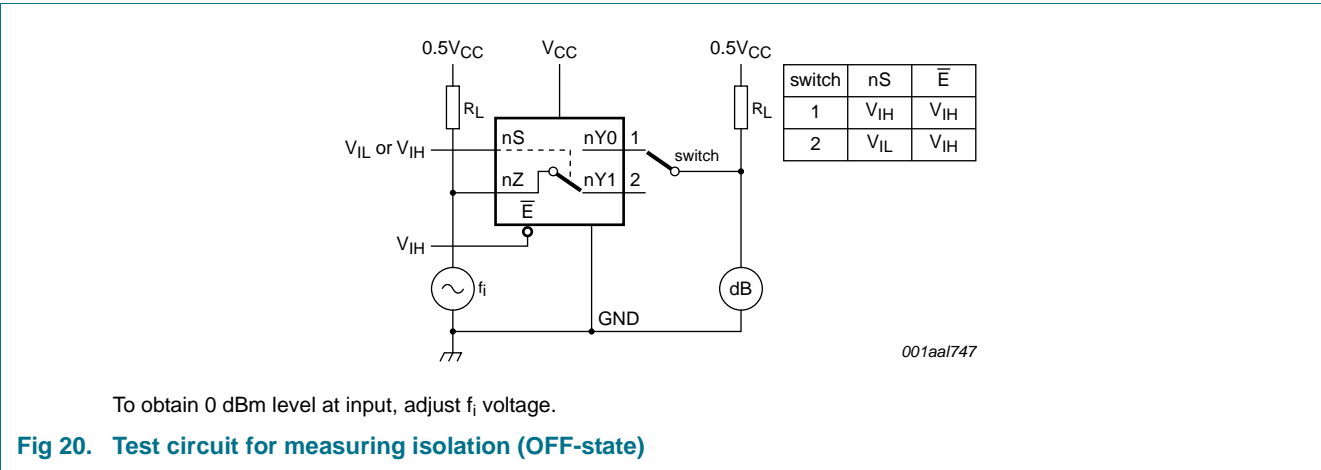 0.5VCC VCC 0.5VCC
switch nS E̅
RL RL 1 VIH VIH
VIL or VIH nS nY0 1 switch 2 VIL VIH
nZ nY1 2
E̅
VIH
fi dB
GND
001aal747
To obtain 0 dBm level at input, adjust fi voltage.
Fig 20. Test circuit for measuring isolation (OFF-state)